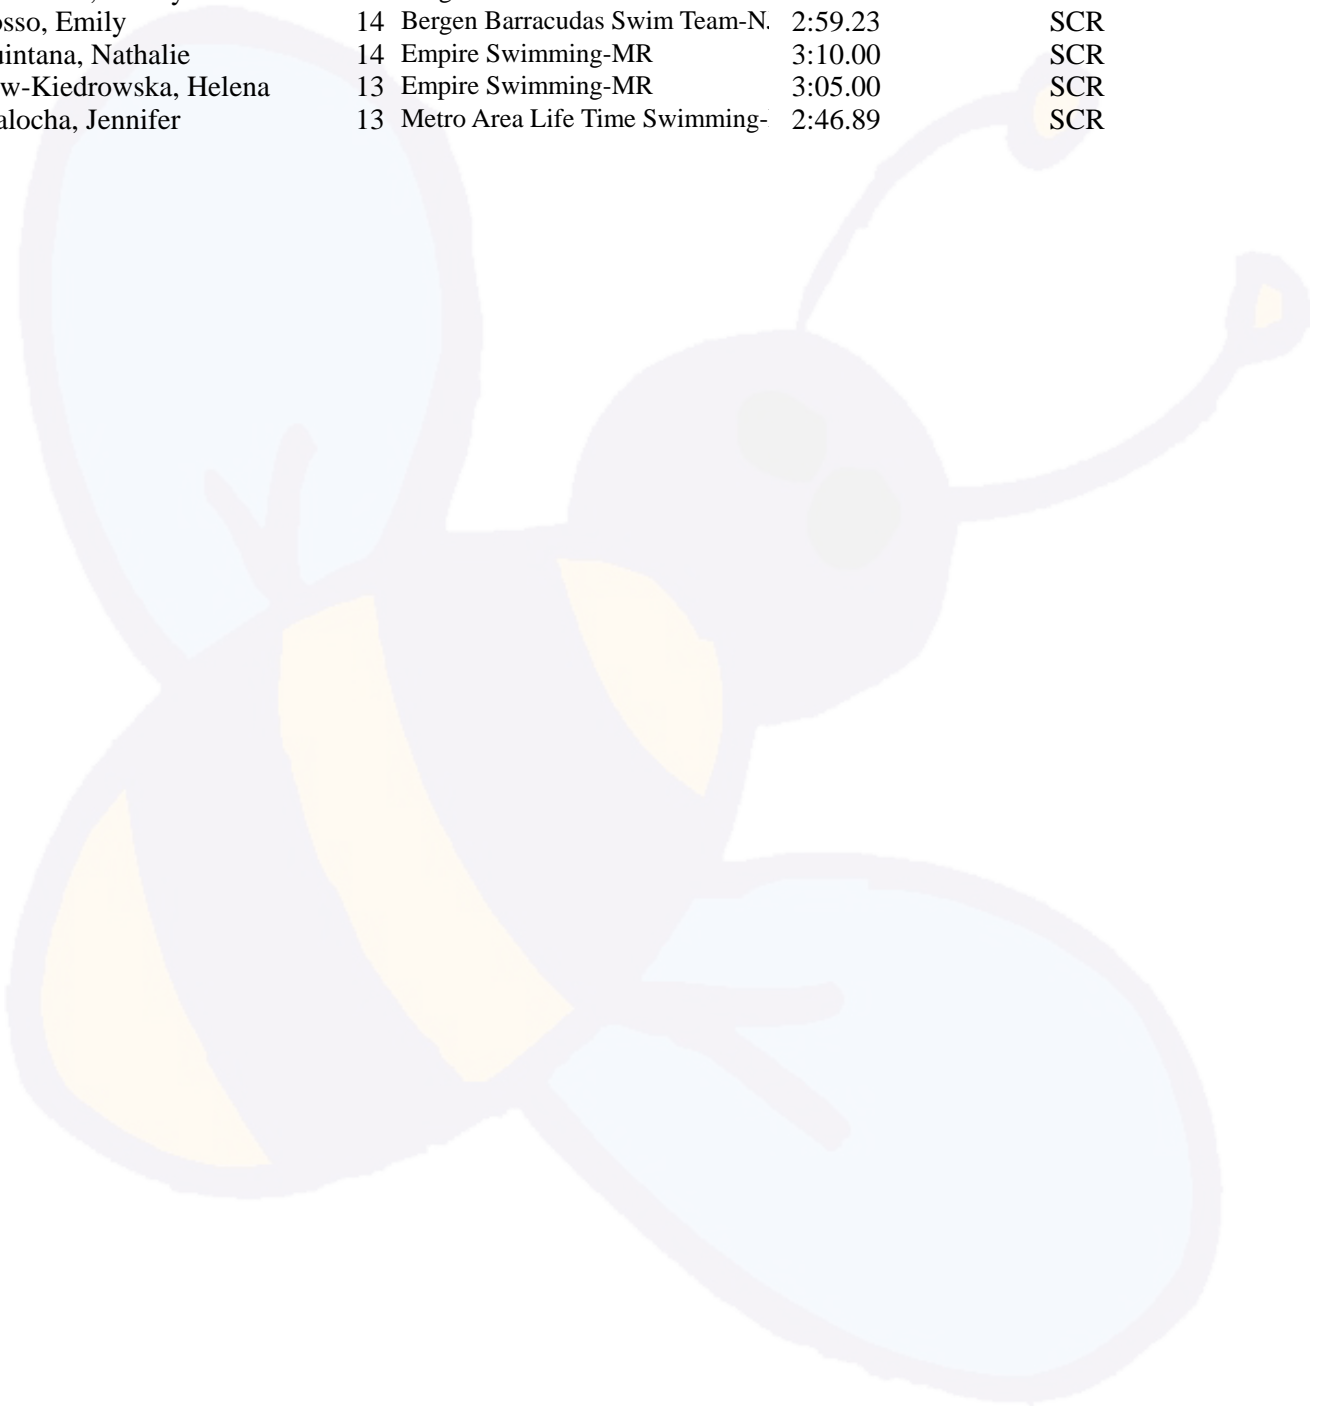 osso, Emily 14 Bergen Barracudas Swim Team-N. 2:59.23 SCR
uintana, Nathalie 14 Empire Swimming-MR 3:10.00 SCR
w-Kiedrowska, Helena 13 Empire Swimming-MR 3:05.00 SCR
alocha, Jennifer 13 Metro Area Life Time Swimming- 2:46.89 SCR